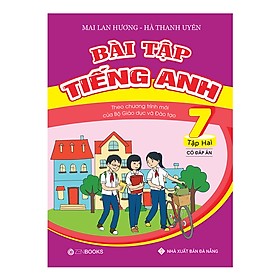 MAI LAN HƯƠNG - HÀ THANH UYÊN
BÀI TẬP
TIẾNG ANH
Theo chương trình mới
của Bộ Giáo dục và Đào tạo
7
Tập Hai
CÓ ĐÁP ÁN
ZENBOOKS
NHÀ XUẤT BẢN ĐÀ NẴNG